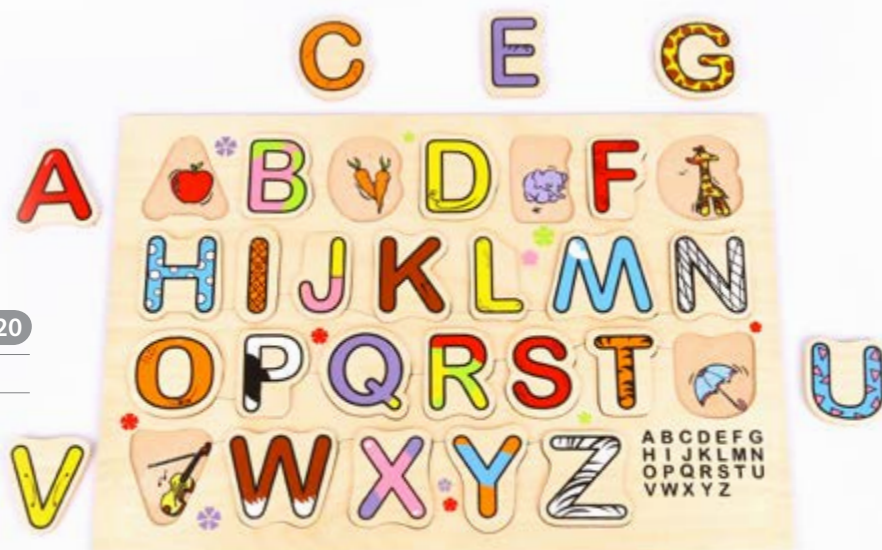 C E G
A
B D F
H I J K L M N
20
O P Q R S T
U
V
W X Y Z
A B C D E F G
H I J K L M N
O P Q R S T U
V W X Y Z